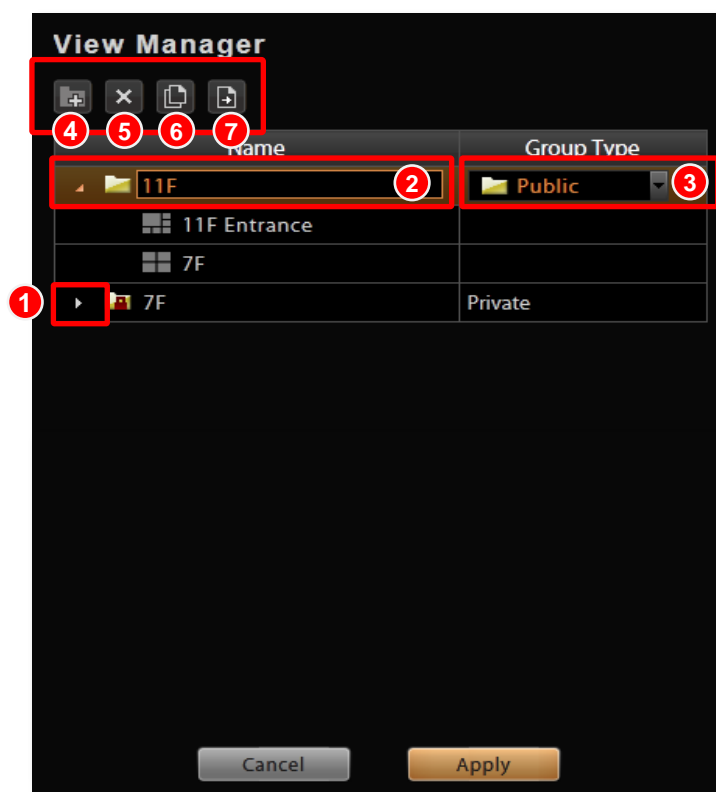 View Manager
4 5 6 7
Name Group Type
11F 2 Public 3
11F Entrance
7F
1 7F Private
Cancel Apply